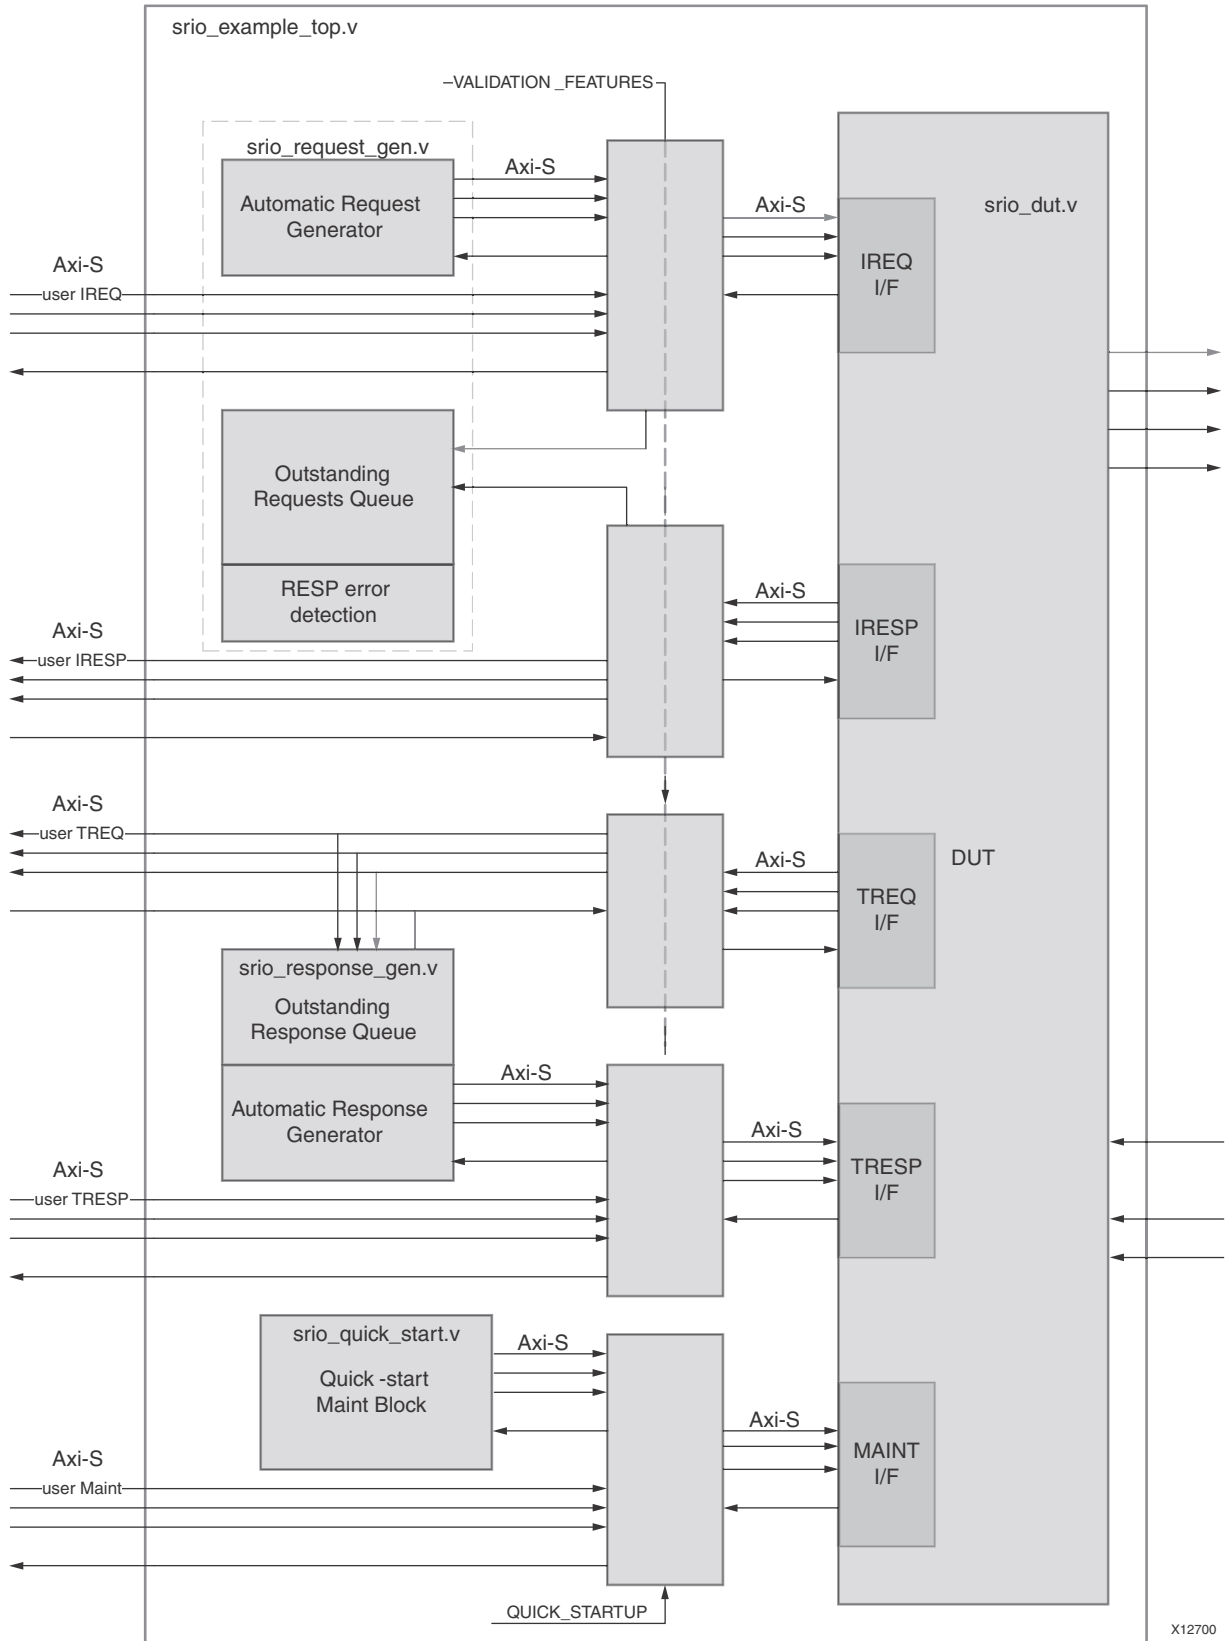 srio_example_top.v
VALIDATION _FEATURES
srio_request_gen.v
Axi-S
Automatic Request
Generator
Axi-S
srio_dut.v
IREQ
I/F
Axi-S
user IREQ
Outstanding
Requests Queue
RESP error
detection
Axi-S
IRESP
I/F
Axi-S
user IRESP
Axi-S
user TREQ
Axi-S
TREQ
I/F
DUT
srio_response_gen.v
Outstanding
Response Queue
Axi-S
Automatic Response
Generator
Axi-S
TRESP
I/F
Axi-S
user TRESP
srio_quick_start.v
Axi-S
Quick -start
Maint Block
Axi-S
MAINT
I/F
Axi-S
user Maint
QUICK_STARTUP
X12700